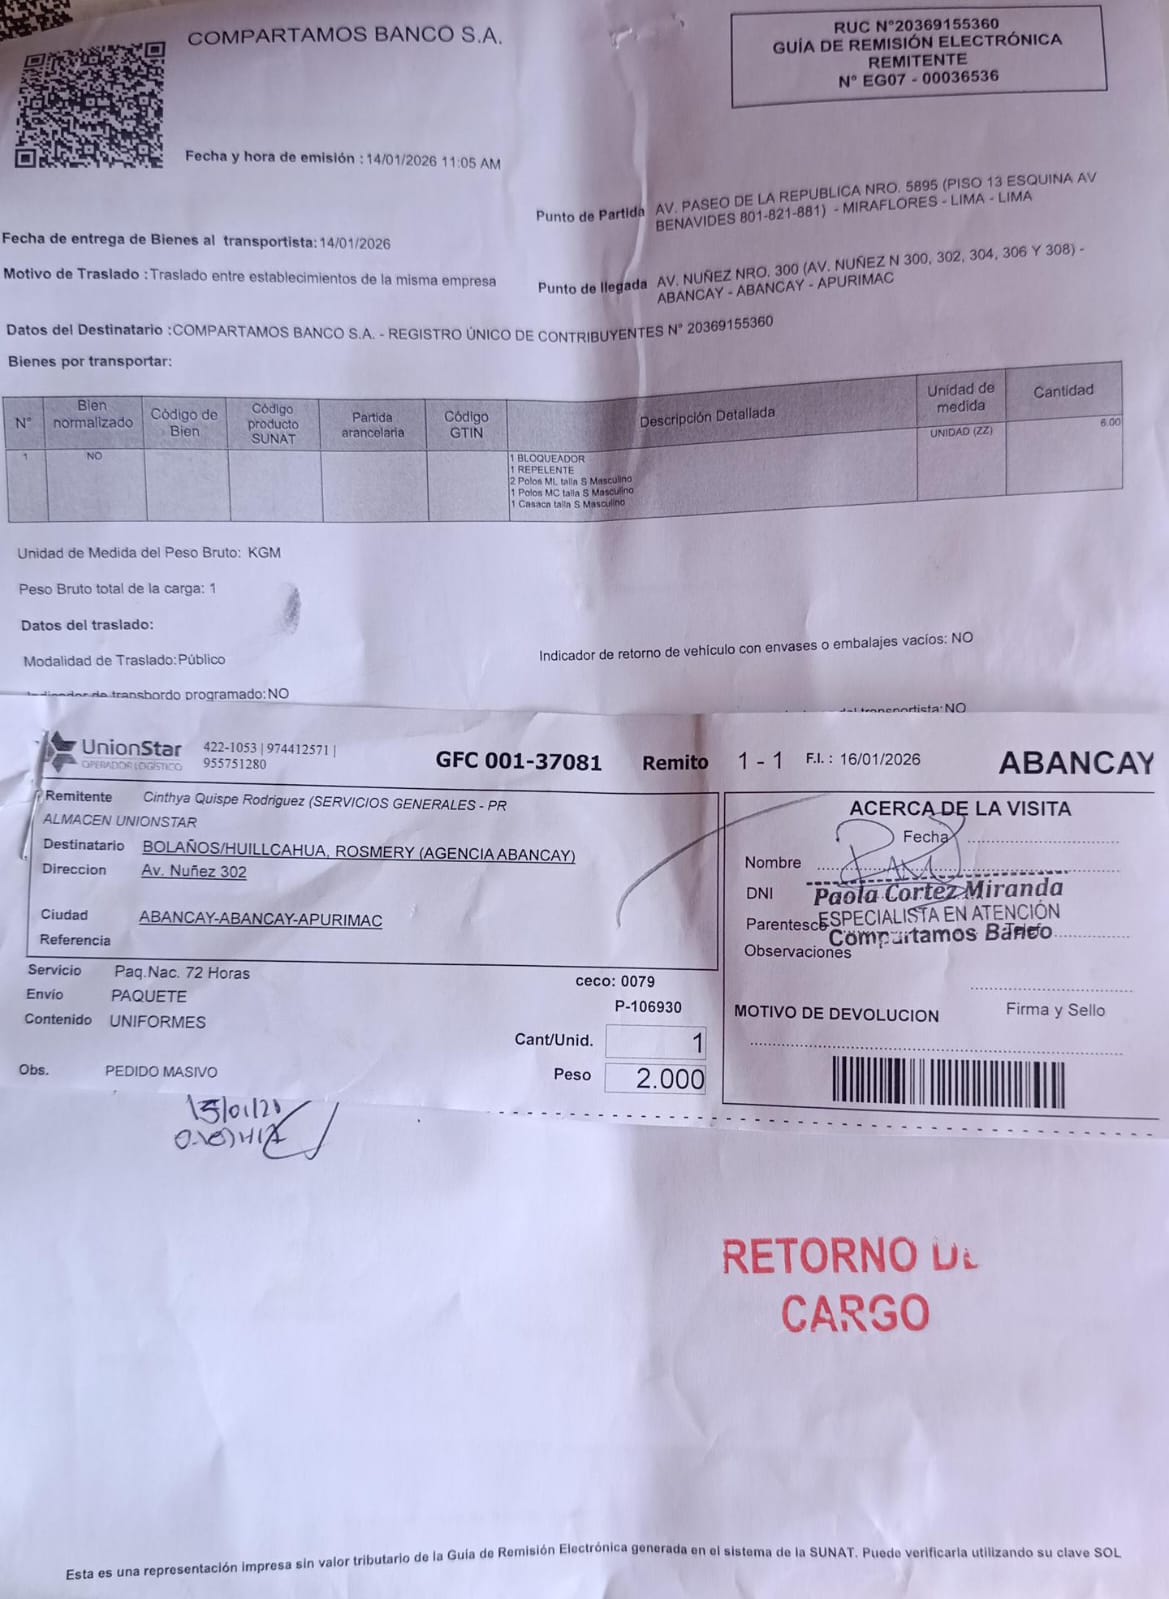 COMPARTAMOS BANCO S.A.
RUC N°20369155360
GUÍA DE REMISIÓN ELECTRÓNICA
REMITENTE
N° EG07 - 00036536
Fecha y hora de emisión : 14/01/2026 11:05 AM
Fecha de entrega de Bienes al transportista: 14/01/2026
Motivo de Traslado : Traslado entre establecimientos de la misma empresa
Punto de Partida AV. PASEO DE LA REPUBLICA NRO. 5895 (PISO 13 ESQUINA AV
BENAVIDES 801-821-881) - MIRAFLORES - LIMA - LIMA
Punto de llegada AV. NUÑEZ NRO. 300 (AV. NUÑEZ N 300, 302, 304, 306 Y 308) -
ABANCAY - ABANCAY - APURIMAC
Datos del Destinatario : COMPARTAMOS BANCO S.A. - REGISTRO ÚNICO DE CONTRIBUYENTES N° 20369155360
Bienes por transportar:
N° Bien normalizado Código de Bien Código producto SUNAT Partida arancelaria Código GTIN Descripción Detallada Unidad de medida Cantidad
1 NO 1 BLOQUEADOR UNIDAD (ZZ) 6.00
1 REPELENTE
2 Polos ML talla S Masculino
1 Polos MC talla S Masculino
1 Casaca talla S Masculino
Unidad de Medida del Peso Bruto: KGM
Peso Bruto total de la carga: 1
Datos del traslado:
Modalidad de Traslado: Público
Indicador de retorno de vehículo con envases o embalajes vacíos: NO
Indicador de transbordo programado: NO
del transportista: NO
UnionStar
OPERADOR LOGÍSTICO
422-1053 | 974412571 |
955751280
GFC 001-37081 Remito 1 - 1 F.I. : 16/01/2026 ABANCAY
Remitente Cinthya Quispe Rodriguez (SERVICIOS GENERALES - PR
ALMACEN UNIONSTAR
Destinatario BOLAÑOS/HUILLCAHUA, ROSMERY (AGENCIA ABANCAY)
Direccion Av. Nuñez 302
Ciudad ABANCAY-ABANCAY-APURIMAC
Referencia
Servicio Paq.Nac. 72 Horas
Envío PAQUETE
Contenido UNIFORMES
Obs. PEDIDO MASIVO
ceco: 0079
P-106930
Cant/Unid. 1
Peso 2.000
ACERCA DE LA VISITA
Fecha
Nombre
DNI
Parentesco
Observaciones
Paola Cortez Miranda
ESPECIALISTA EN ATENCIÓN
Compartamos Banco
Firma y Sello
MOTIVO DE DEVOLUCION
RETORNO DE
CARGO
Esta es una representación impresa sin valor tributario de la Guía de Remisión Electrónica generada en el sistema de la SUNAT. Puede verificarla utilizando su clave SOL